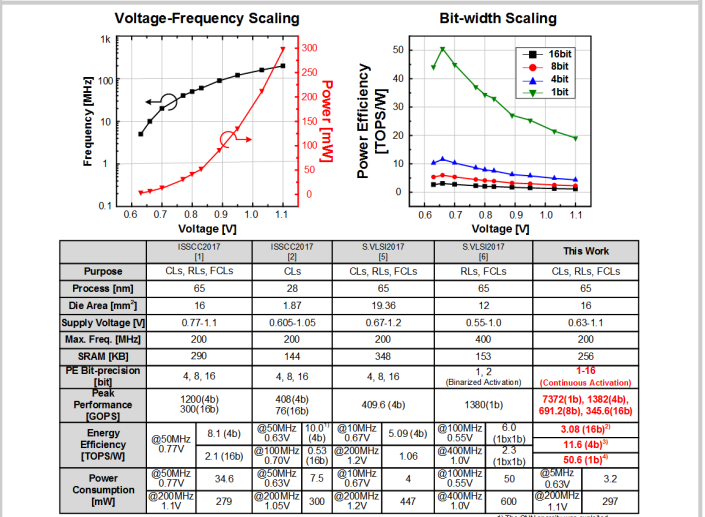 Voltage-Frequency Scaling
Bit-width Scaling
1k
100
10
1
0.1
Frequency [MHz]
300
250
200
150
100
50
0
Power [mW]
0.6 0.7 0.8 0.9 1.0 1.1
Voltage [V]
50
40
30
20
10
0
Power Efficiency
[TOPS/W]
16bit
8bit
4bit
1bit
0.6 0.7 0.8 0.9 1.0 1.1
Voltage [V]
ISSCC2017 [1] ISSCC2017 [2] S.VLSI2017 [5] S.VLSI2017 [6] This Work
Purpose CLs, RLs, FCLs CLs CLs, RLs, FCLs RLs, FCLs CLs, RLs, FCLs
Process [nm] 65 28 65 65 65
Die Area [mm2] 16 1.87 19.36 12 16
Supply Voltage [V] 0.77-1.1 0.605-1.05 0.67-1.2 0.55-1.0 0.63-1.1
Max. Freq. [MHz] 200 200 200 400 200
SRAM [KB] 290 144 348 153 256
PE Bit-precision [bit] 4, 8, 16 4, 8, 16 4, 8, 16 1, 2 (Binarized Activation) 1-16 (Continuous Activation)
Peak Performance [GOPS] 1200(4b) 300(16b) 408(4b) 76(16b) 409.6 (4b) 1380(1b) 7372(1b), 1382(4b), 691.2(8b), 345.6(16b)
Energy Efficiency [TOPS/W] @50MHz 0.77V 8.1 (4b) @50MHz 0.63V 10.01) (4b) @10MHz 0.67V 5.09 (4b) @100MHz 0.55V 6.0 (1bx1b) 3.08 (16b)2)
2.1 (16b) @100MHz 0.70V 0.53 (16b) @200MHz 1.2V 1.06 @400MHz 1.0V 2.3 (1bx1b) 11.6 (4b)3)
50.6 (1b)4)
Power Consumption [mW] @50MHz 0.77V 34.6 @50MHz 0.63V 7.5 @10MHz 0.67V 4 @100MHz 0.55V 50 @5MHz 0.63V 3.2
@200MHz 1.1V 279 @200MHz 1.05V 300 @200MHz 1.2V 447 @400MHz 1.0V 600 @200MHz 1.1V 297